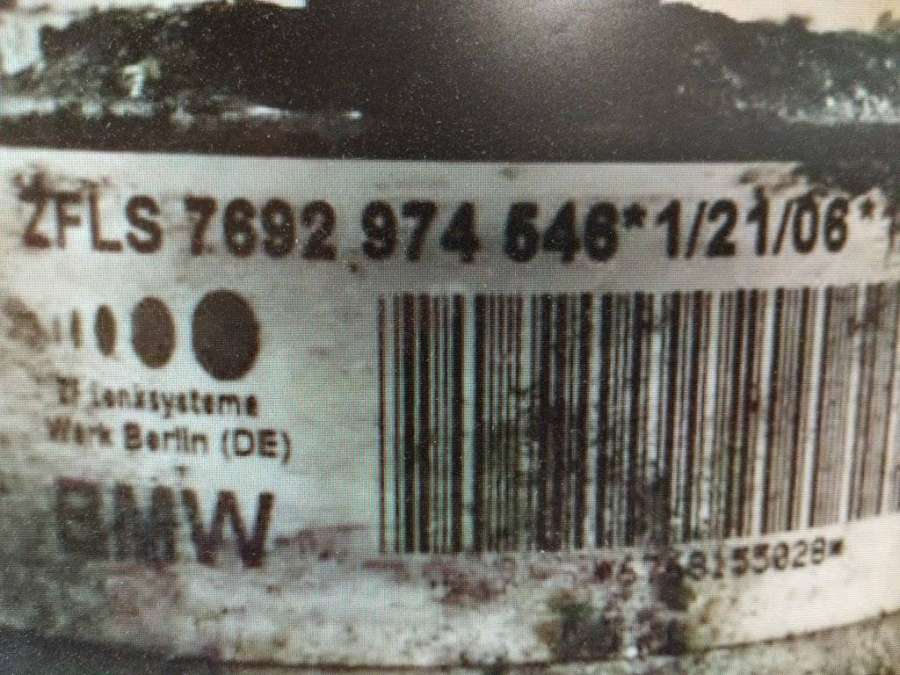 ZFLS 7692 974 546*1/21/06*
ZF Lenksysteme
Werk Berlin (DE)
BMW
*6768155028*